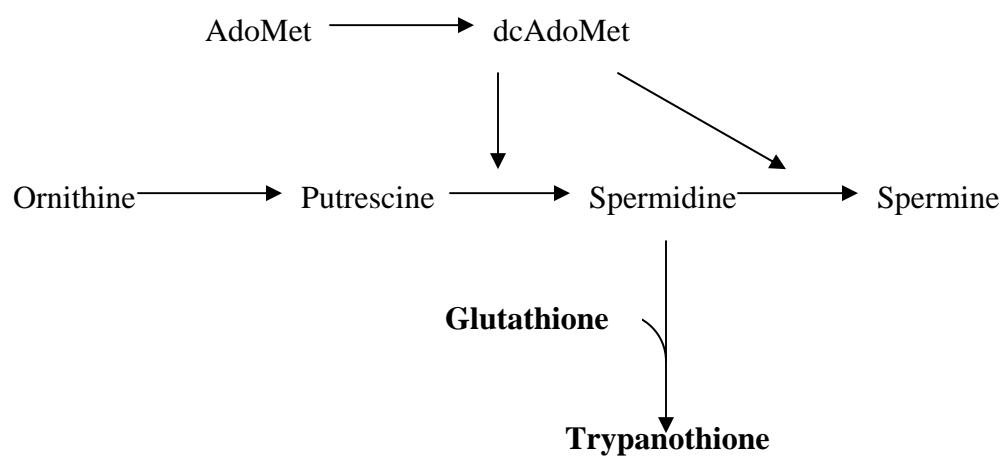 AdoMet dcAdoMet
Ornithine Putrescine Spermidine Spermine
Glutathione
Trypanothione